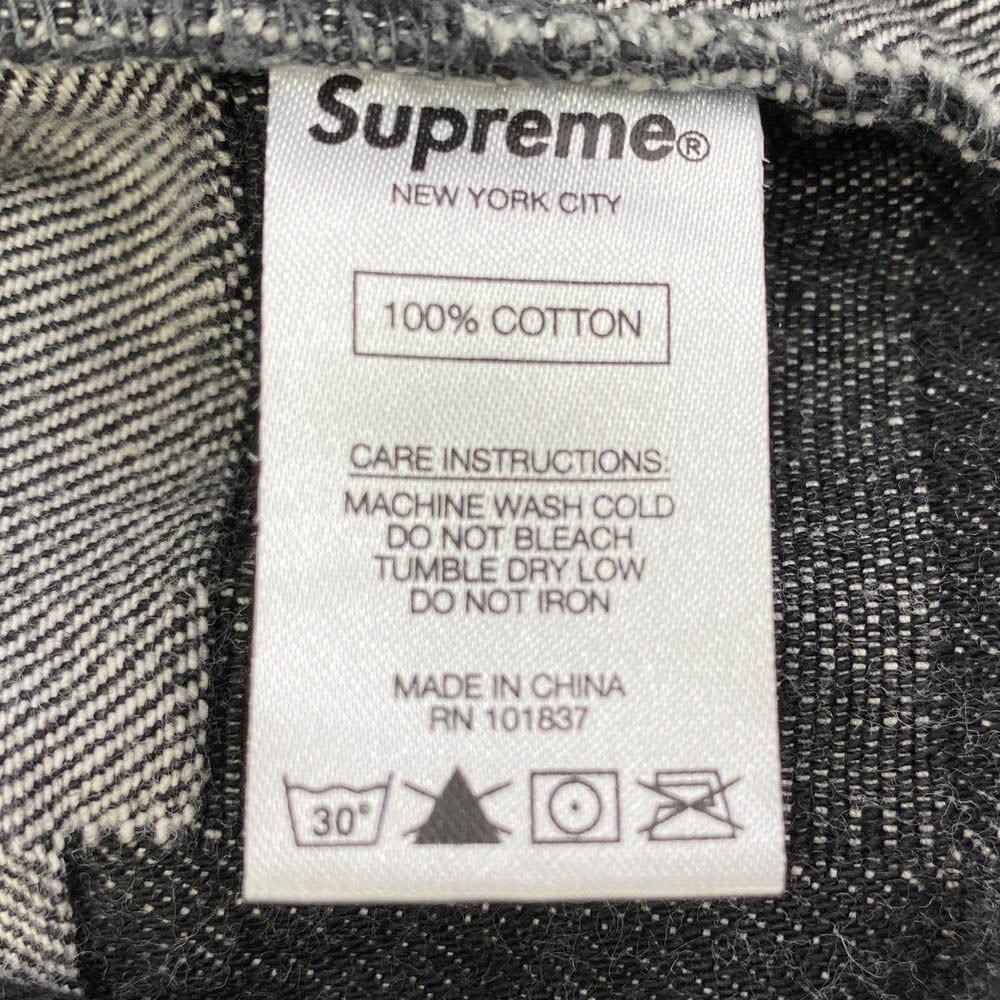 Supreme®
NEW YORK CITY
100% COTTON
CARE INSTRUCTIONS:
MACHINE WASH COLD
DO NOT BLEACH
TUMBLE DRY LOW
DO NOT IRON
MADE IN CHINA
RN 101837
30°